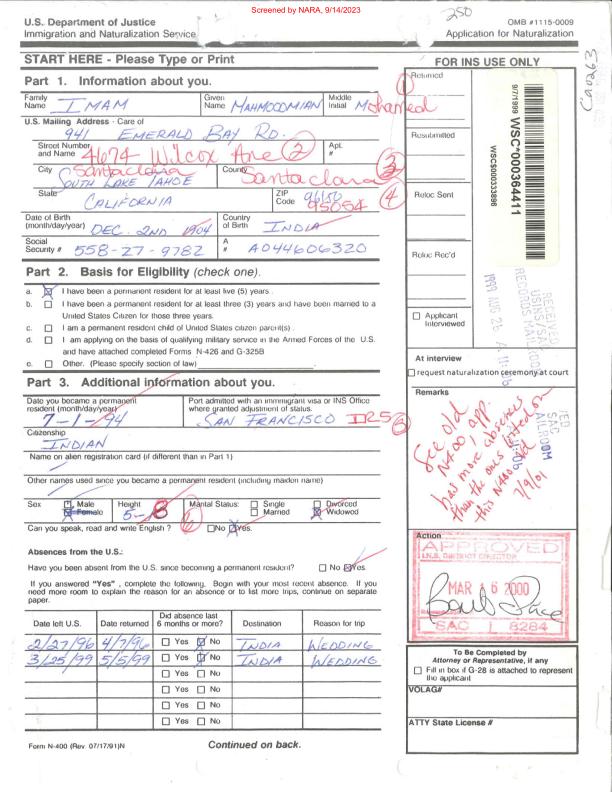 Screened by NARA, 9/14/2023
250
U.S. Department of Justice
Immigration and Naturalization Service
OMB #1115-0009
Application for Naturalization
START HERE - Please Type or Print
Part 1. Information about you.
Family Name IMAM
Given Name MAHMOODMIAN
Middle Initial Mohamed
U.S. Mailing Address - Care of
941 EMERALD BAY RD.
Street Number and Name 4674 Wilcox Ave 2
Apt. #
City Santaclara
SOUTH LAKE TAHOE
County Santaclara 3
State CALIFORNIA
ZIP Code 96150
95054 4
Date of Birth (month/day/year) DEC. 2ND 1904
Country of Birth INDIA
Social Security # 558-27-9782
A # A044606320
Part 2. Basis for Eligibility (check one).
a. I have been a permanent resident for at least five (5) years .
b. I have been a permanent resident for at least three (3) years and have been married to a
United States Citizen for those three years.
c. I am a permanent resident child of United States citizen parent(s) .
d. I am applying on the basis of qualifying military service in the Armed Forces of the U.S.
and have attached completed Forms N-426 and G-325B
e. Other. (Please specify section of law)
Part 3. Additional information about you.
Date you became a permanent resident (month/day/year)
7-1-94
Port admitted with an immigrant visa or INS Office
where granted adjustment of status.
SAN FRANCISCO IR5
Citizenship
INDIAN
Name on alien registration card (if different than in Part 1)
Other names used since you became a permanent resident (including maiden name)
Sex Male Female
Height 5-
Marital Status: Single Married Divorced Widowed
6
Can you speak, read and write English ? No Yes.
Absences from the U.S.:
Have you been absent from the U.S. since becoming a permanent resident? No Yes.
If you answered "Yes" , complete the following. Begin with your most recent absence. If you
need more room to explain the reason for an absence or to list more trips, continue on separate
paper.
Date left U.S. Date returned Did absence last 6 months or more? Destination Reason for trip
2/27/96 4/7/96 Yes No INDIA WEDDING
3/25/99 5/5/99 Yes No INDIA WEDDING
Yes No
Yes No
Yes No
Yes No
Form N-400 (Rev. 07/17/91)N
Continued on back.
FOR INS USE ONLY
1
Returned
Resubmitted
Reloc Sent
Reloc Rec'd
9/7/1999 WSC*000364411
WSC$000333896
RECEIVED
USINS/SAC
RECORDS MAILROOM
1999 AUG 26 A 11:
Applicant Interviewed
At interview
request naturalization ceremony at court
Remarks
See old
N400 app.
has more absences
than the ones listed on
this N400
7/9/01
Action
APPROVED
I.N.S. DISTRICT DIRECTOR
MAR 16 2000
SAC 8284
To Be Completed by
Attorney or Representative, if any
Fill in box if G-28 is attached to represent
the applicant
VOLAG#
ATTY State License #